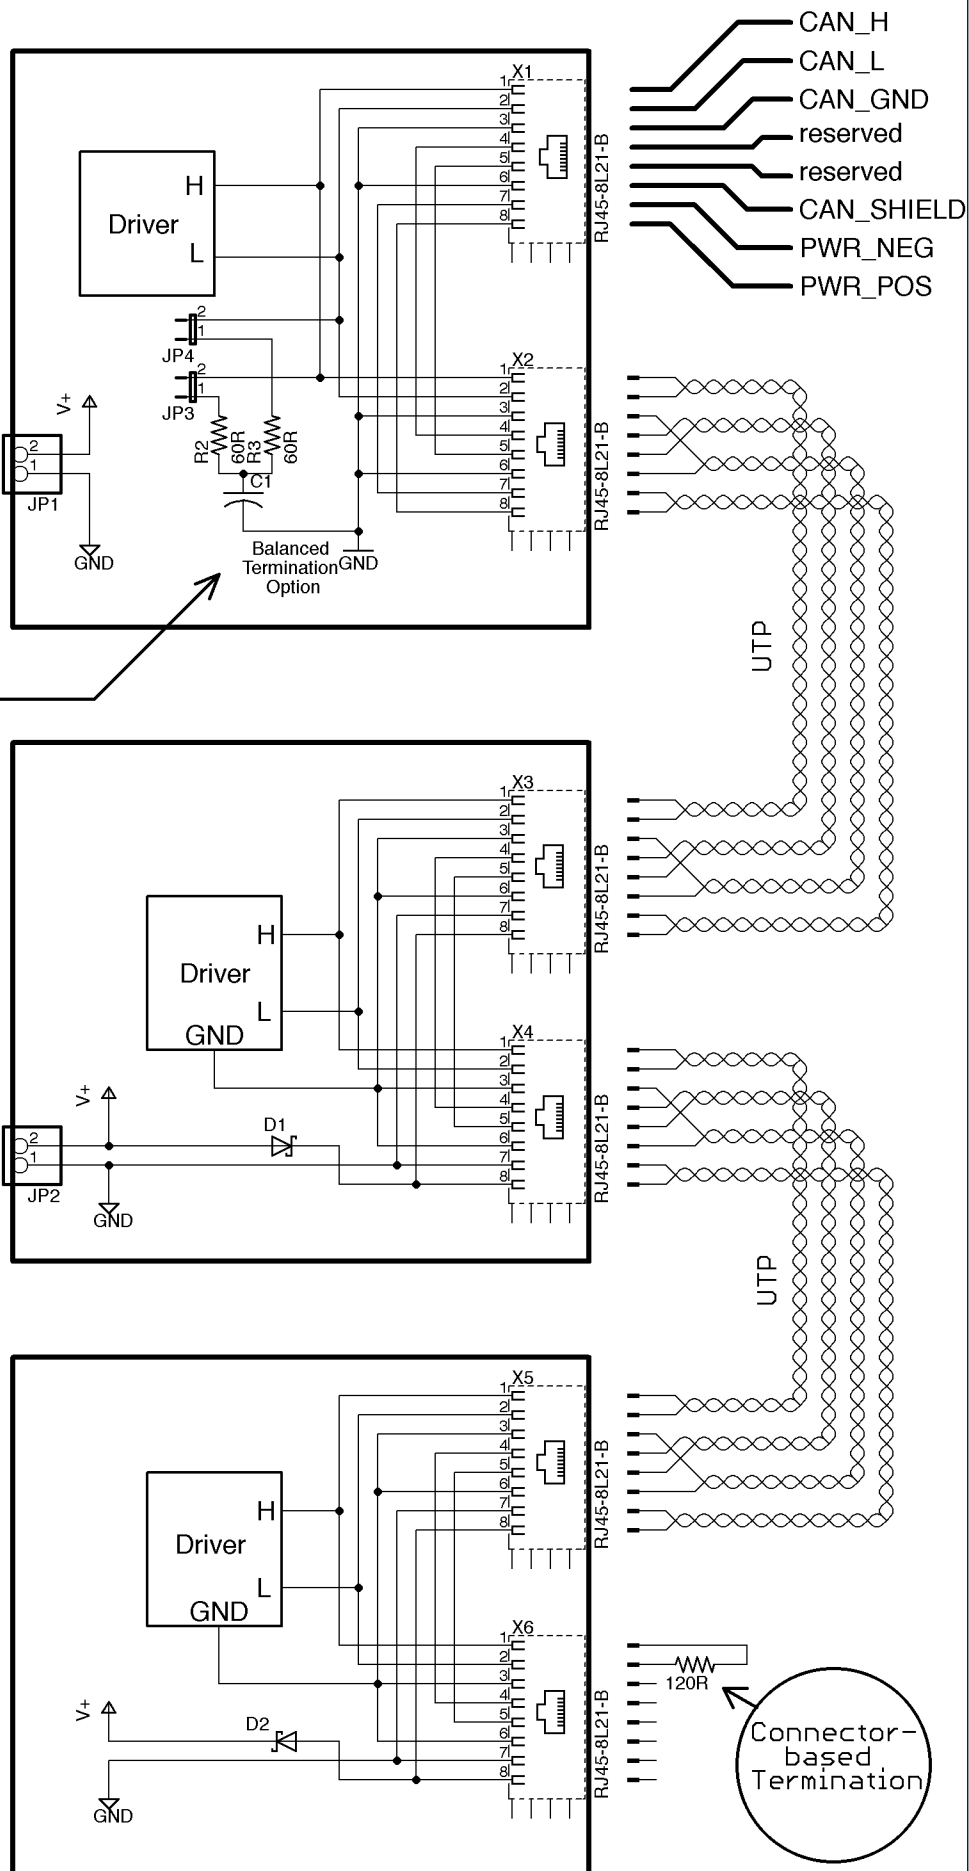 CAN_H
CAN_L
CAN_GND
reserved
reserved
CAN_SHIELD
PWR_NEG
PWR_POS
X1
1
2
3
4
5
6
7
8
RJ45-8L21-B
Driver
H
L
2
1
JP4
2
1
JP3
R2
60R
R3
60R
C1
V+
2
1
JP1
GND
Balanced
Termination
Option
GND
X2
1
2
3
4
5
6
7
8
RJ45-8L21-B
UTP
X3
1
2
3
4
5
6
7
8
RJ45-8L21-B
Driver
H
L
GND
X4
1
2
3
4
5
6
7
8
RJ45-8L21-B
V+
D1
2
1
JP2
GND
UTP
X5
1
2
3
4
5
6
7
8
RJ45-8L21-B
Driver
H
L
GND
X6
1
2
3
4
5
6
7
8
RJ45-8L21-B
V+
D2
GND
120R
Connector-
based
Termination